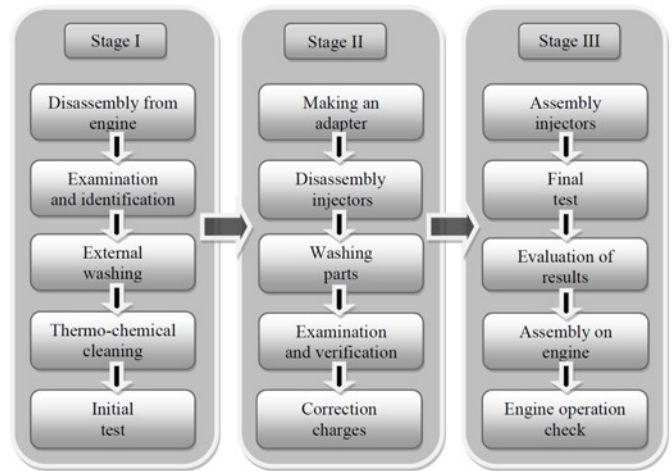 Stage I
Disassembly from
engine
Examination
and identification
External
washing
Thermo-chemical
cleaning
Initial
test
Stage II
Making an
adapter
Disassembly
injectors
Washing
parts
Examination
and verification
Correction
charges
Stage III
Assembly
injectors
Final
test
Evaluation of
results
Assembly on
engine
Engine operation
check